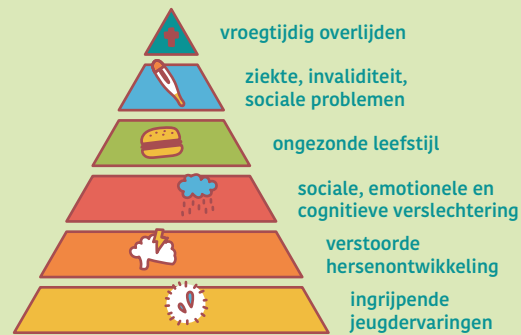 vroegtijdig overlijden
ziekte, invaliditeit,
sociale problemen
ongezonde leefstijl
sociale, emotionele en
cognitieve verslechtering
verstoorde
hersenontwikkeling
ingrijpende
jeugdervaringen